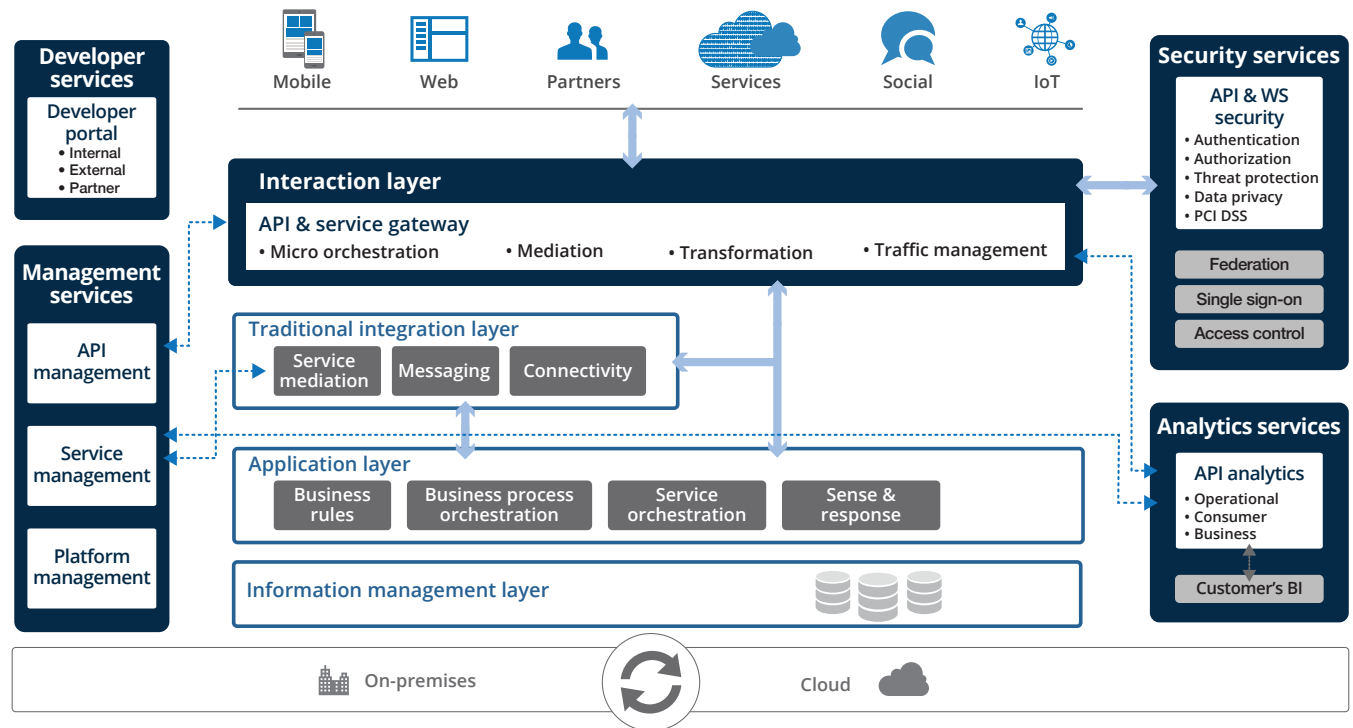 Mobile
Web
Partners
Services
Social
IoT
Developer
services
Developer
portal
• Internal
• External
• Partner
Management
services
API
management
Service
management
Platform
management
Interaction layer
API & service gateway
• Micro orchestration
• Mediation
• Transformation
• Traffic management
Traditional integration layer
Service
mediation
Messaging
Connectivity
Application layer
Business
rules
Business process
orchestration
Service
orchestration
Sense &
response
Information management layer
Security services
API & WS
security
• Authentication
• Authorization
• Threat protection
• Data privacy
• PCI DSS
Federation
Single sign-on
Access control
Analytics services
API analytics
• Operational
• Consumer
• Business
Customer's BI
On-premises
Cloud